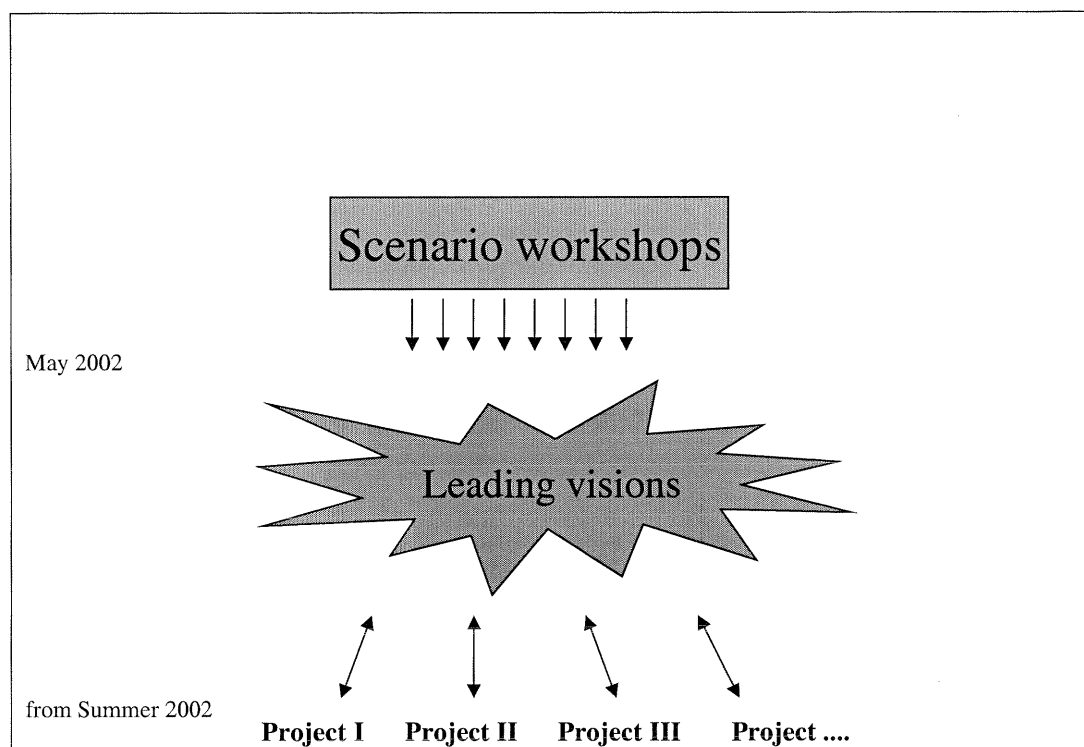 Scenario workshops
May 2002
Leading visions
from Summer 2002
Project I Project II Project III Project ....